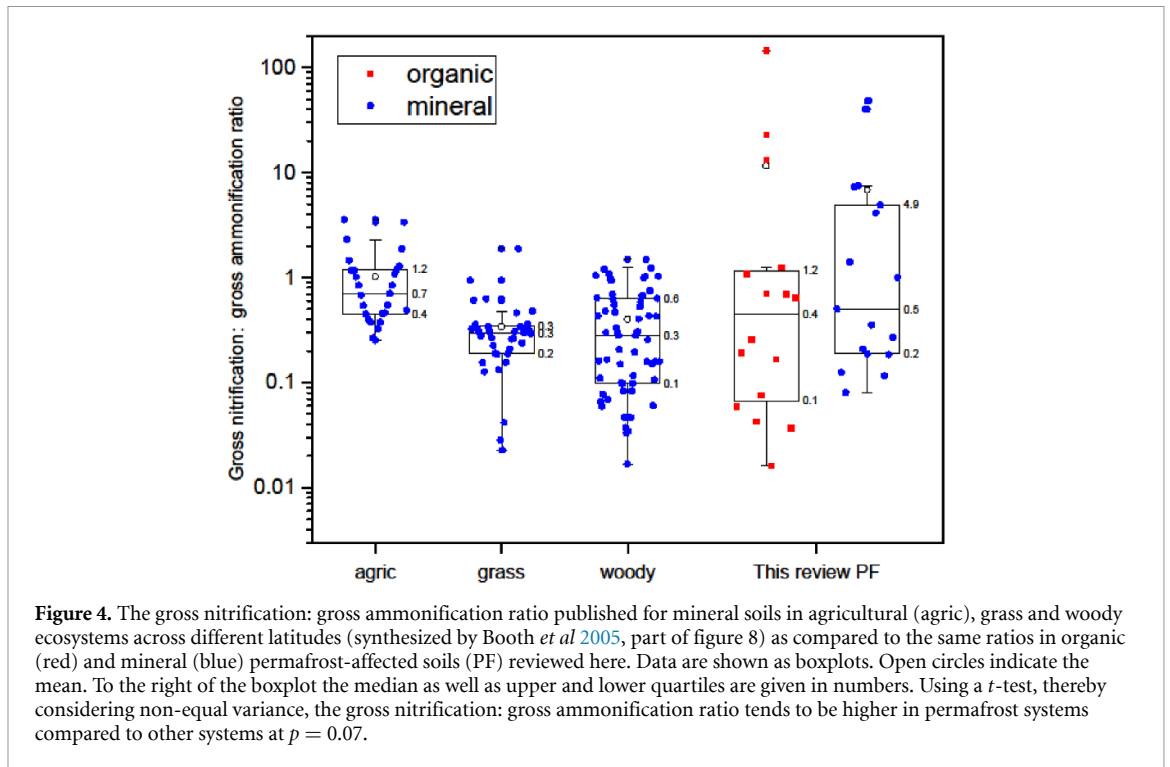 organic
mineral
Gross nitrification: gross ammonification ratio
100
10
1
0.1
0.01
1.2
0.7
0.4
0.3
0.3
0.2
0.6
0.3
0.1
1.2
0.4
0.1
4.9
0.5
0.2
agric
grass
woody
This review PF
Figure 4. The gross nitrification: gross ammonification ratio published for mineral soils in agricultural (agric), grass and woody
ecosystems across different latitudes (synthesized by Booth et al 2005, part of figure 8) as compared to the same ratios in organic
(red) and mineral (blue) permafrost-affected soils (PF) reviewed here. Data are shown as boxplots. Open circles indicate the
mean. To the right of the boxplot the median as well as upper and lower quartiles are given in numbers. Using a t-test, thereby
considering non-equal variance, the gross nitrification: gross ammonification ratio tends to be higher in permafrost systems
compared to other systems at p = 0.07.